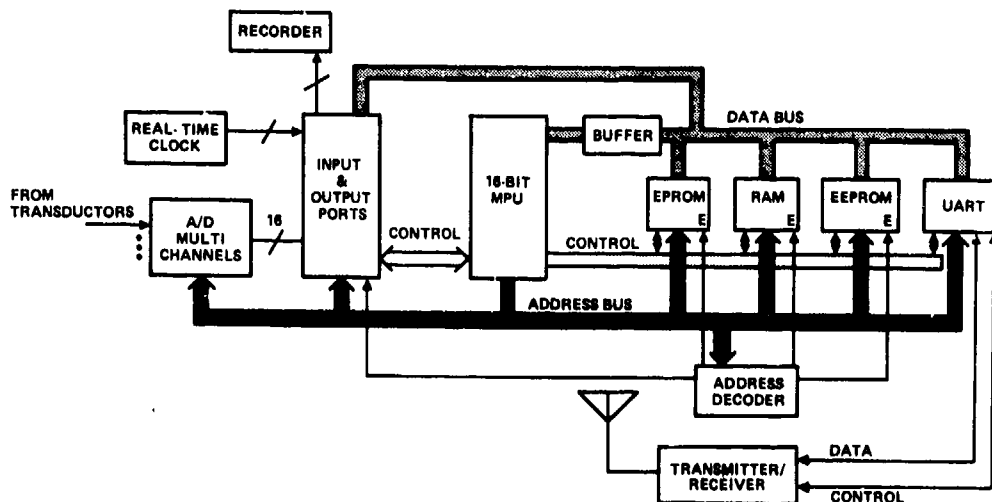 RECORDER
REAL-TIME
CLOCK
INPUT
&
OUTPUT
PORTS
FROM
TRANSDUCTORS
A/D
MULTI
CHANNELS
16
CONTROL
16-BIT
MPU
BUFFER
DATA BUS
EPROM
E
RAM
E
EEPROM
E
UART
CONTROL
ADDRESS BUS
ADDRESS
DECODER
TRANSMITTER/
RECEIVER
DATA
CONTROL